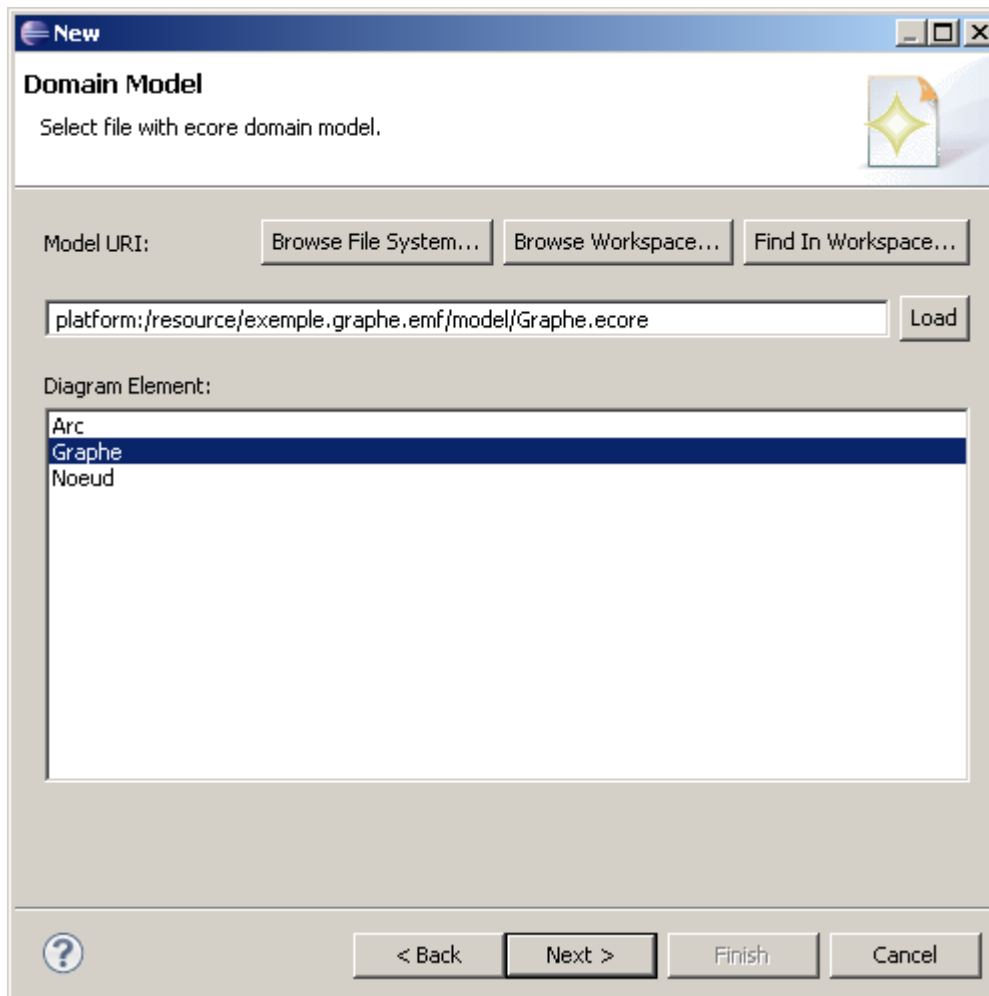 New
Domain Model
Select file with ecore domain model.
Model URI: Browse File System... Browse Workspace... Find In Workspace...
platform:/resource/exemple.graphe.emf/model/Graphe.ecore Load
Diagram Element:
Arc
Graphe
Noeud
? < Back Next > Finish Cancel